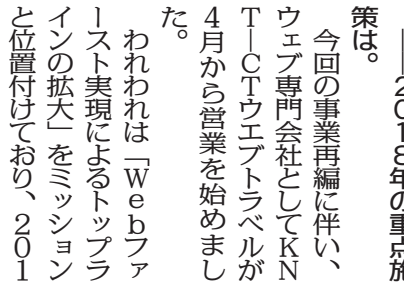 ――2018年の重点施
策は。
今回の事業再編に伴い、
ウェブ専門会社としてKN
T―CTウエブトラベルが
4月から営業を始めまし
た。
われわれは「Webファ
ースト実現によるトップラ
インの拡大」をミッション
と位置付けており、201